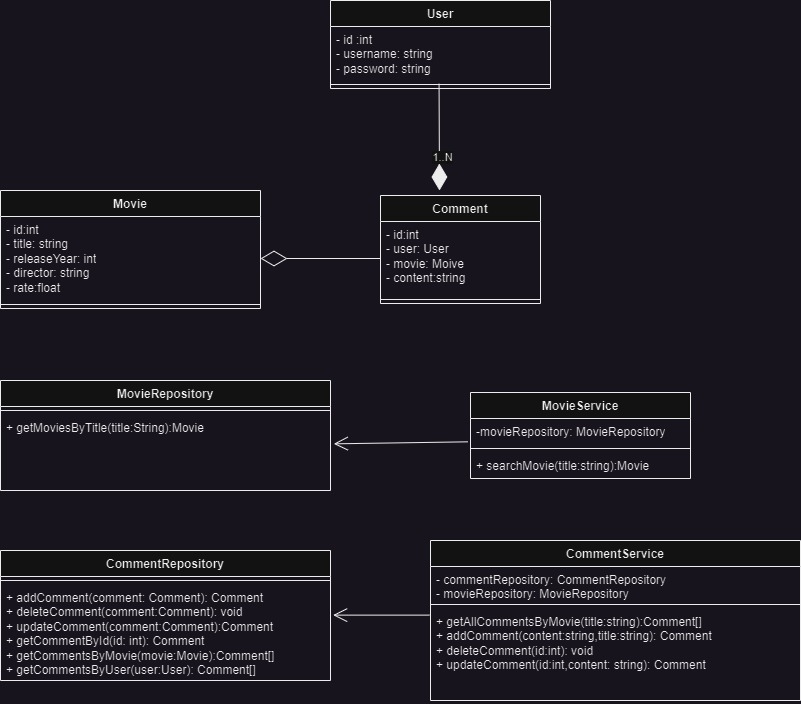 User
- id :int
- username: string
- password: string
1..N
Movie
- id:int
- title: string
- releaseYear: int
- director: string
- rate:float
Comment
- id:int
- user: User
- movie: Moive
- content:string
MovieRepository
+ getMoviesByTitle(title:String):Movie
MovieService
-movieRepository: MovieRepository
+ searchMovie(title:string):Movie
CommentRepository
+ addComment(comment: Comment): Comment
+ deleteComment(comment:Comment): void
+ updateComment(comment:Comment):Comment
+ getCommentById(id: int): Comment
+ getCommentsByMovie(movie:Movie):Comment[]
+ getCommentsByUser(user:User): Comment[]
CommentService
- commentRepository: CommentRepository
- movieRepository: MovieRepository
+ getAllCommentsByMovie(title:string):Comment[]
+ addComment(content:string,title:string): Comment
+ deleteComment(id:int): void
+ updateComment(id:int,content: string): Comment